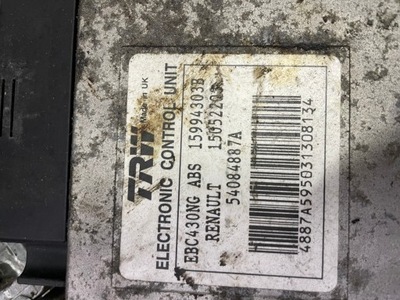 TRW MADE IN UK
ELECTRONIC CONTROL UNIT
EBC430NG ABS 15994303B
RENAULT 15052203
54084887A
4887A595031308134